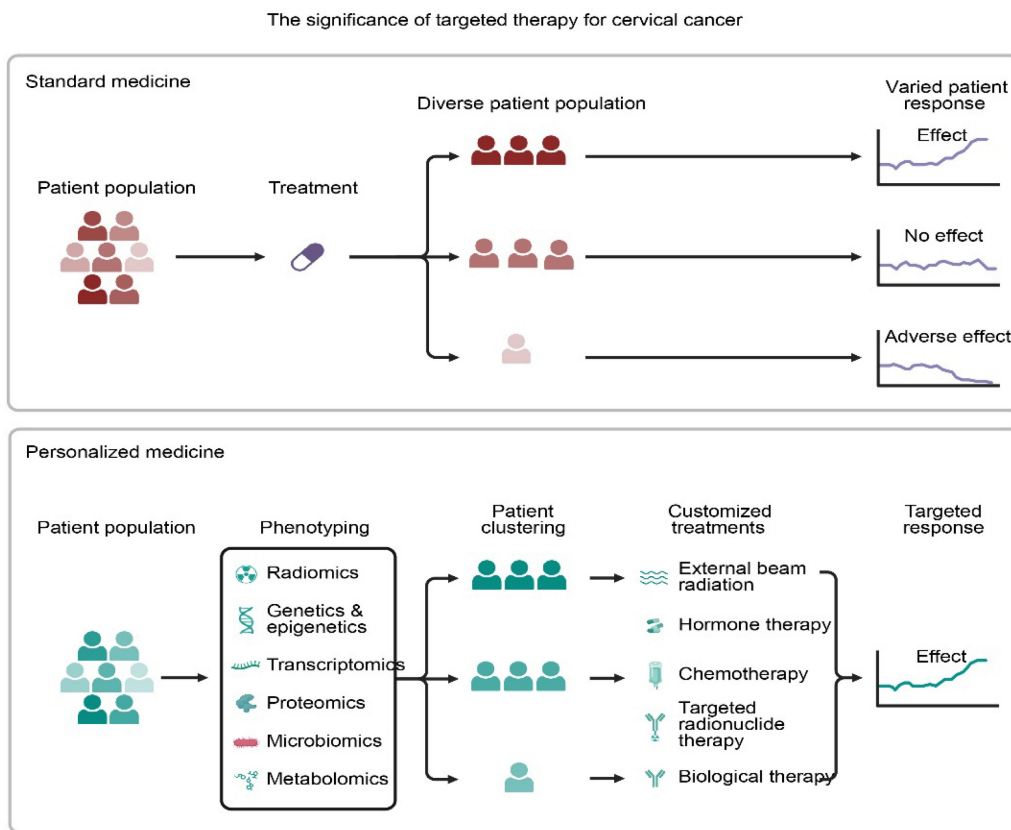 The significance of targeted therapy for cervical cancer
Standard medicine
Diverse patient population
Varied patient
response
Effect
Patient population
Treatment
No effect
Adverse effect
Personalized medicine
Patient population
Phenotyping
Patient
clustering
Customized
treatments
Targeted
response
Radiomics
Genetics &
epigenetics
Transcriptomics
Proteomics
Microbiomics
Metabolomics
External beam
radiation
Hormone therapy
Chemotherapy
Targeted
radionuclide
therapy
Biological therapy
Effect